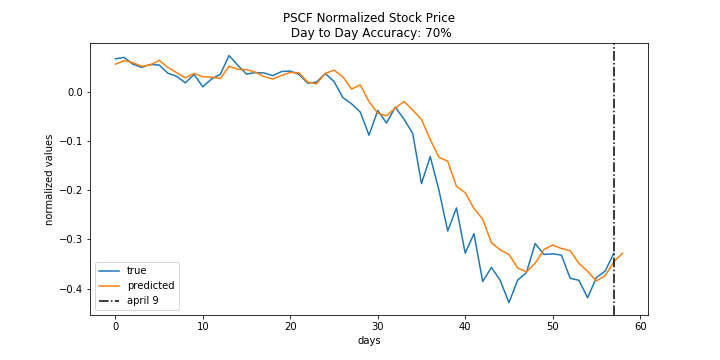 PSCF Normalized Stock Price
Day to Day Accuracy: 70%
normalized values
0.0
−0.1
−0.2
−0.3
−0.4
true
predicted
april 9
0
10
20
30
40
50
60
days